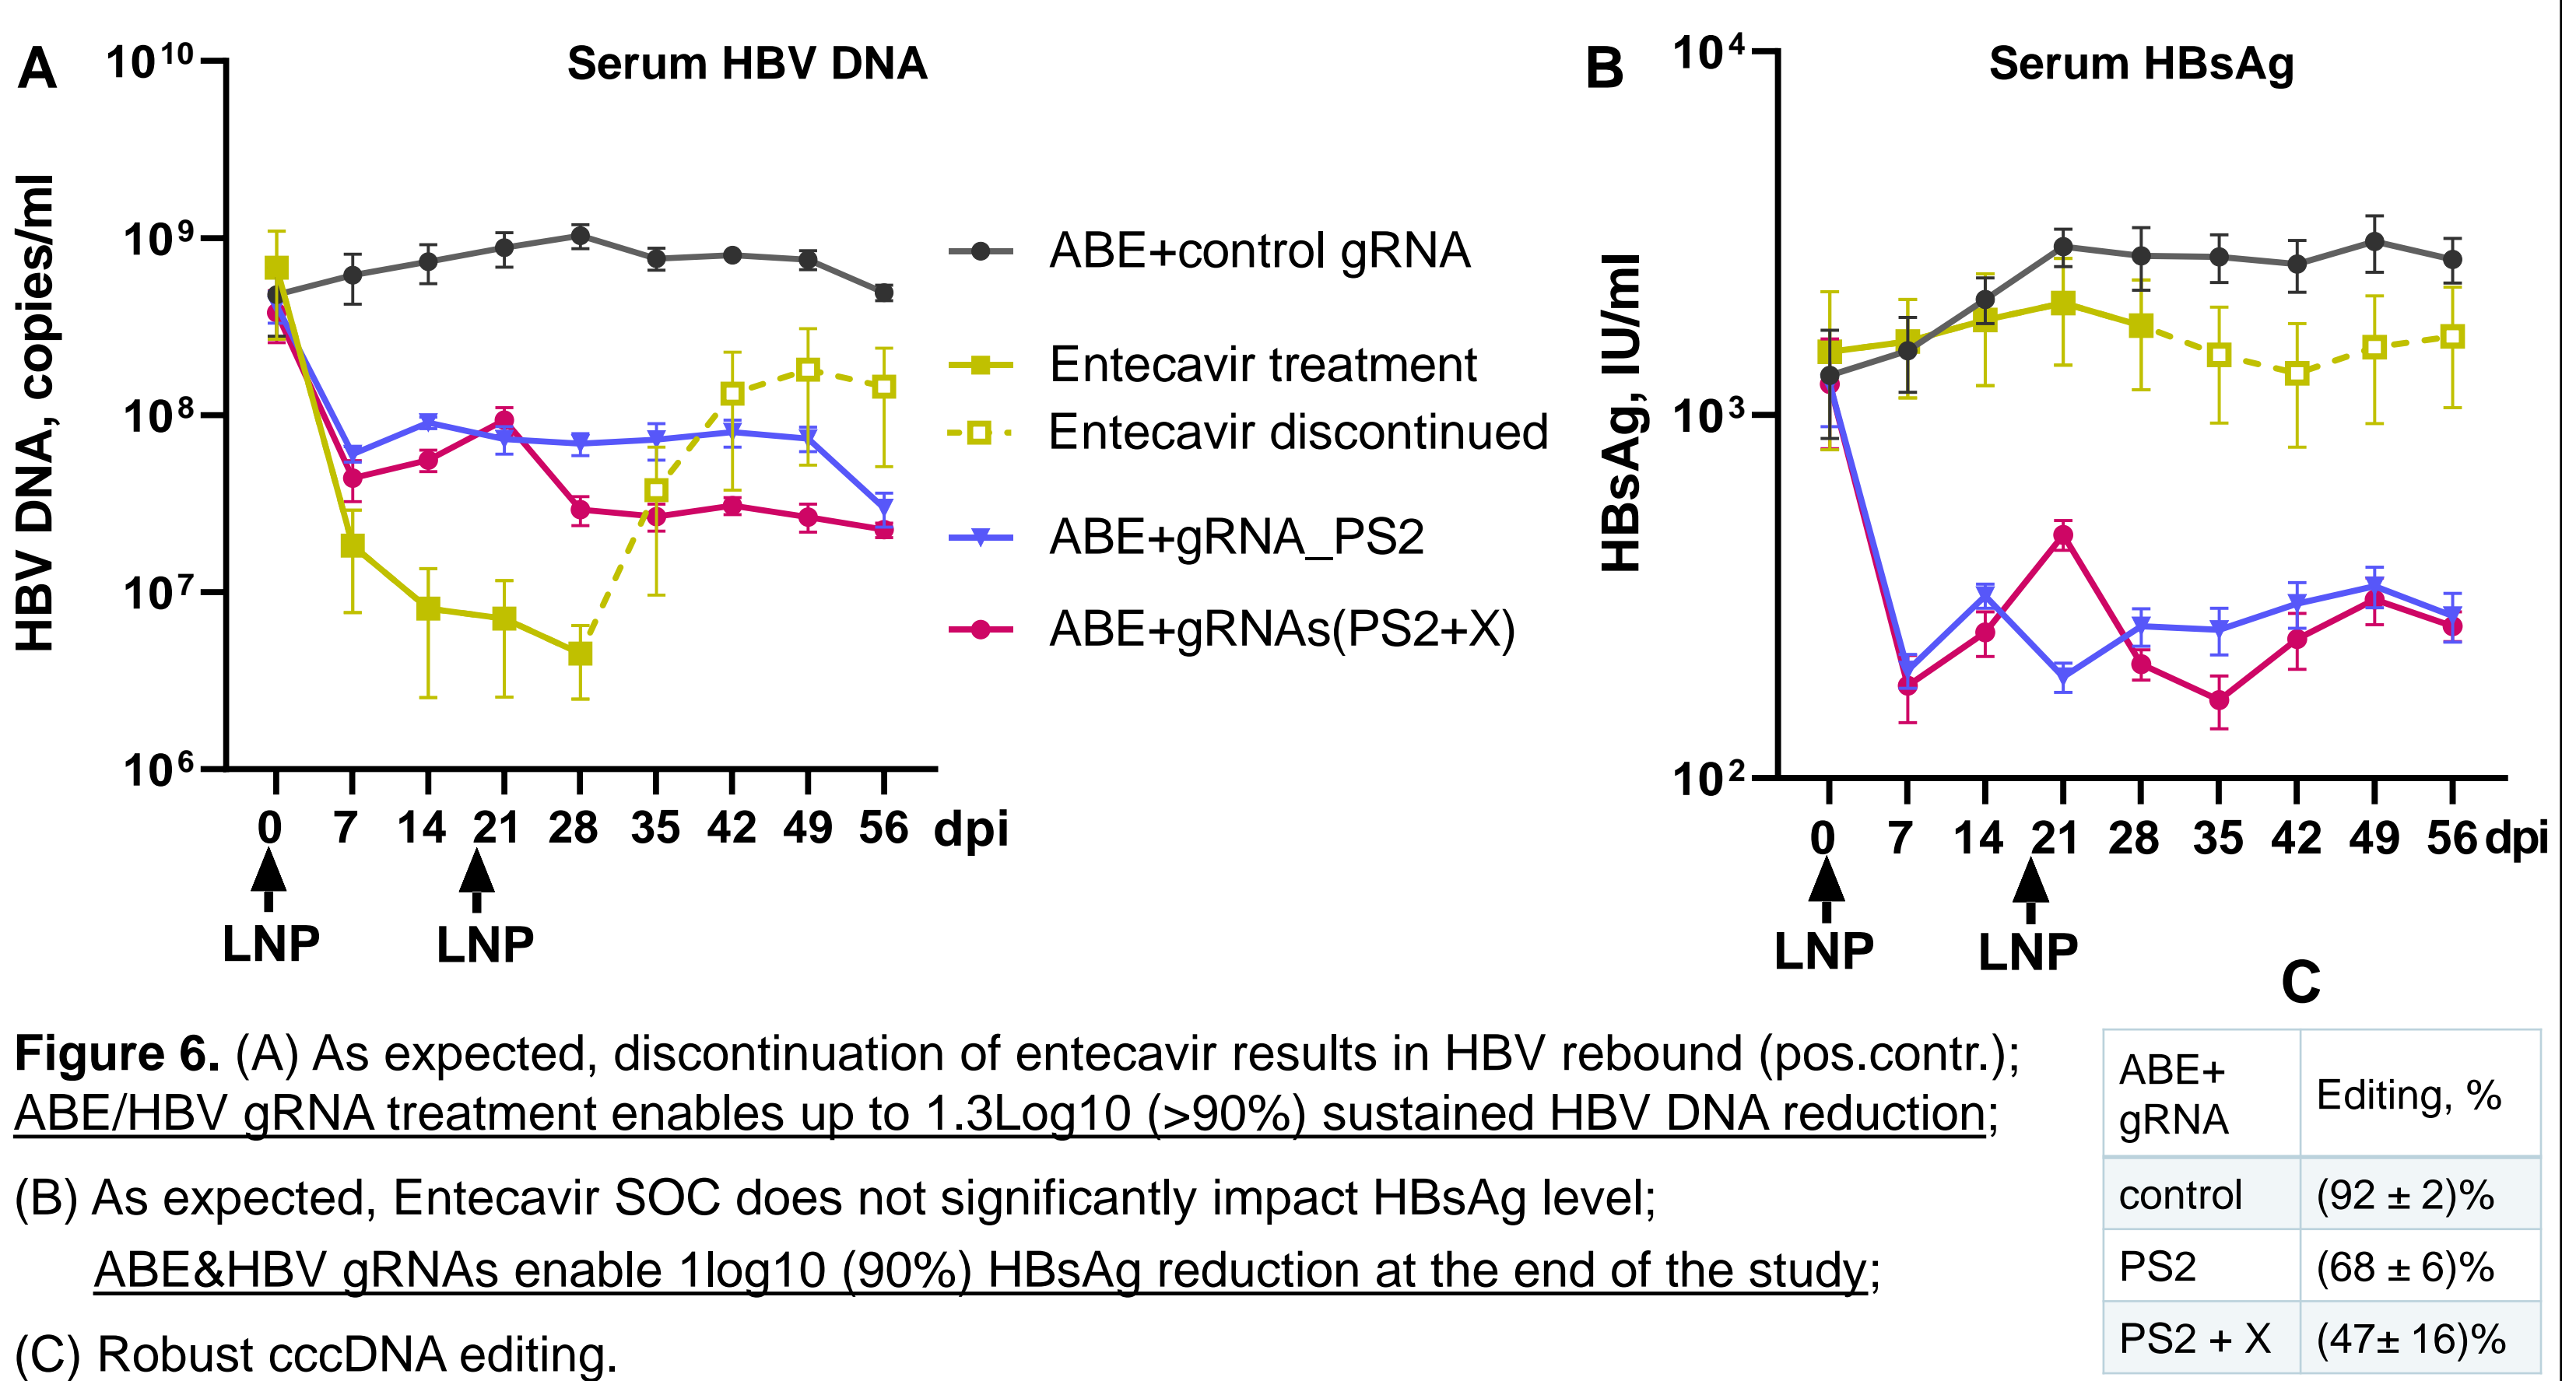 A
Serum HBV DNA
HBV DNA, copies/ml
10¹⁰
10⁹
10⁸
10⁷
10⁶
0 7 14 21 28 35 42 49 56 dpi
LNP LNP
ABE+control gRNA
Entecavir treatment
Entecavir discontinued
ABE+gRNA_PS2
ABE+gRNAs(PS2+X)
B
Serum HBsAg
HBsAg, IU/ml
10⁴
10³
10²
0 7 14 21 28 35 42 49 56 dpi
LNP LNP
Figure 6. (A) As expected, discontinuation of entecavir results in HBV rebound (pos.contr.);
ABE/HBV gRNA treatment enables up to 1.3Log10 (>90%) sustained HBV DNA reduction;
(B) As expected, Entecavir SOC does not significantly impact HBsAg level;
ABE&HBV gRNAs enable 1log10 (90%) HBsAg reduction at the end of the study;
(C) Robust cccDNA editing.
C
ABE+ gRNA Editing, %
control (92 ± 2)%
PS2 (68 ± 6)%
PS2 + X (47± 16)%